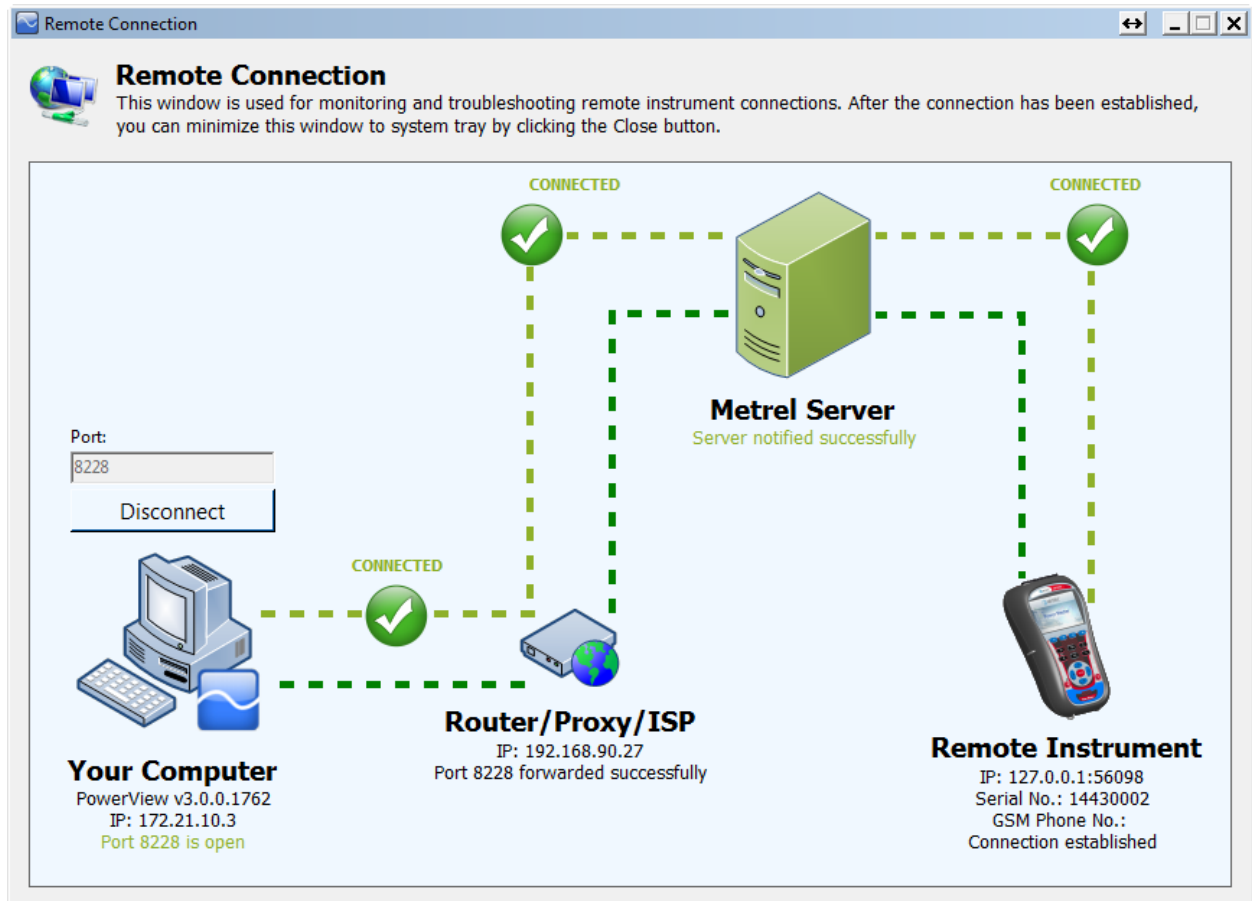 Remote Connection
Remote Connection
This window is used for monitoring and troubleshooting remote instrument connections. After the connection has been established,
you can minimize this window to system tray by clicking the Close button.
CONNECTED
CONNECTED
Metrel Server
Server notified successfully
Port:
8228
Disconnect
CONNECTED
Router/Proxy/ISP
IP: 192.168.90.27
Port 8228 forwarded successfully
Your Computer
PowerView v3.0.0.1762
IP: 172.21.10.3
Port 8228 is open
Remote Instrument
IP: 127.0.0.1:56098
Serial No.: 14430002
GSM Phone No.:
Connection established